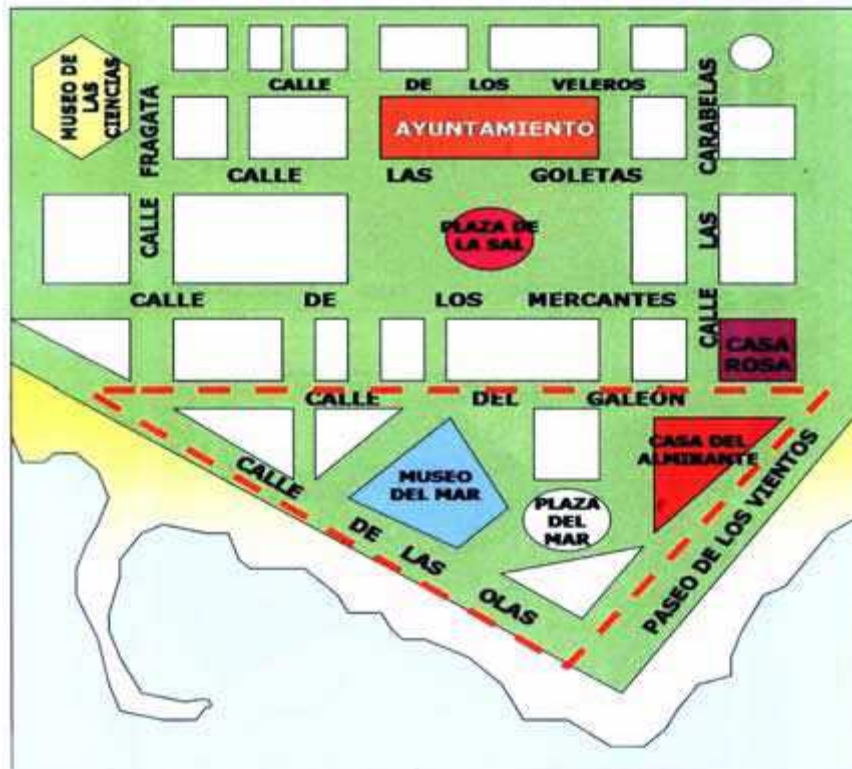 MUSEO DE
LAS
CIENCIAS
CALLE DE LOS VELEROS
AYUNTAMIENTO
CALLE FRAGATA
CALLE LAS CARABELAS
CALLE LAS GOLETAS
PLAZA DE
LA SAL
CALLE DE LOS MERCANTES
CASA
ROSA
CALLE DEL GALEÓN
CASA DEL
ALMIRANTE
MUSEO
DEL MAR
PLAZA
DEL
MAR
CALLE DE LAS OLAS
PASEO DE LOS VIENTOS